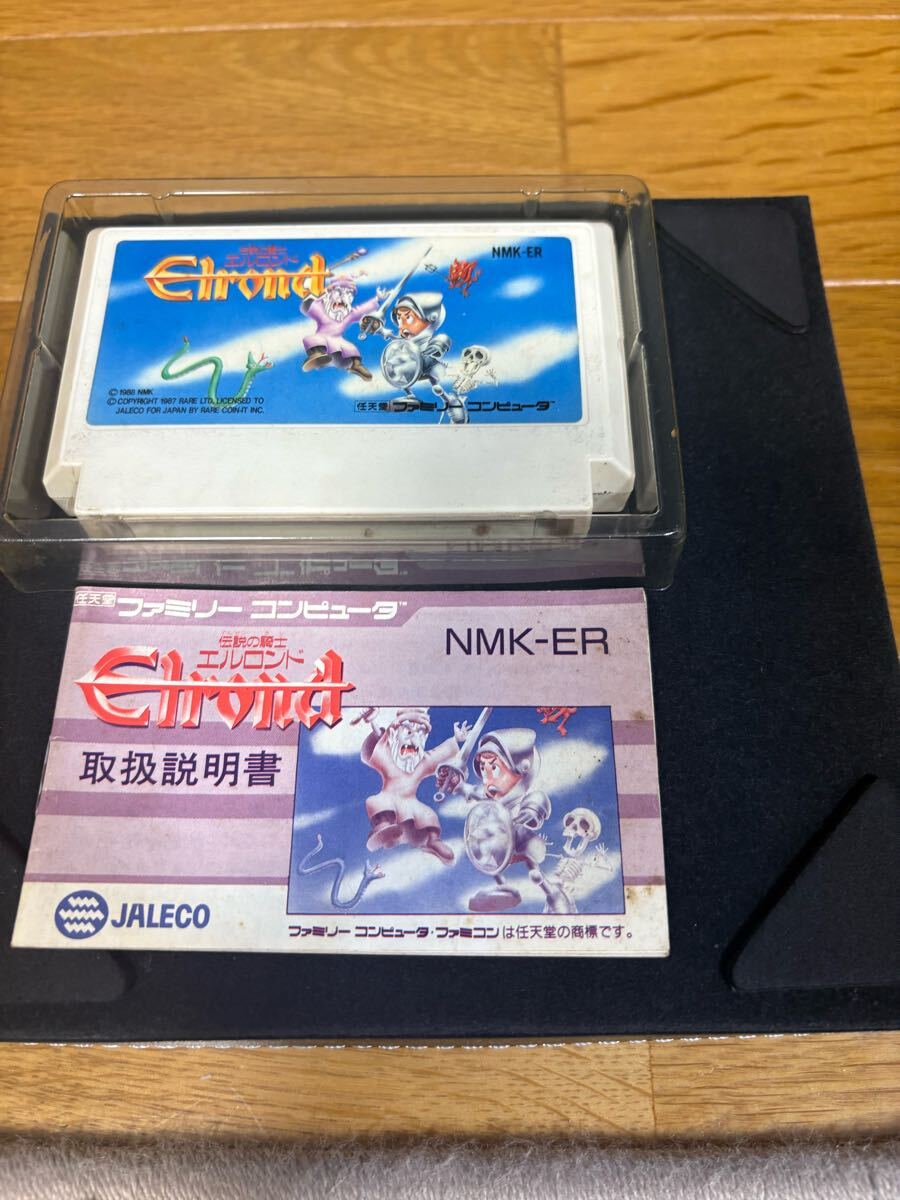 エルロンド
Elrond
NMK-ER
© 1988 NMK
© COPYRIGHT 1987 RARE LTD. LICENSED TO
JALECO FOR JAPAN BY RARE COIN-IT INC.
任天堂 ファミリー コンピュータ™
任天堂 ファミリー コンピュータ™
伝説の騎士
エルロンド
Elrond
NMK-ER
取扱説明書
JALECO
ファミリー コンピュータ・ファミコンは任天堂の商標です。